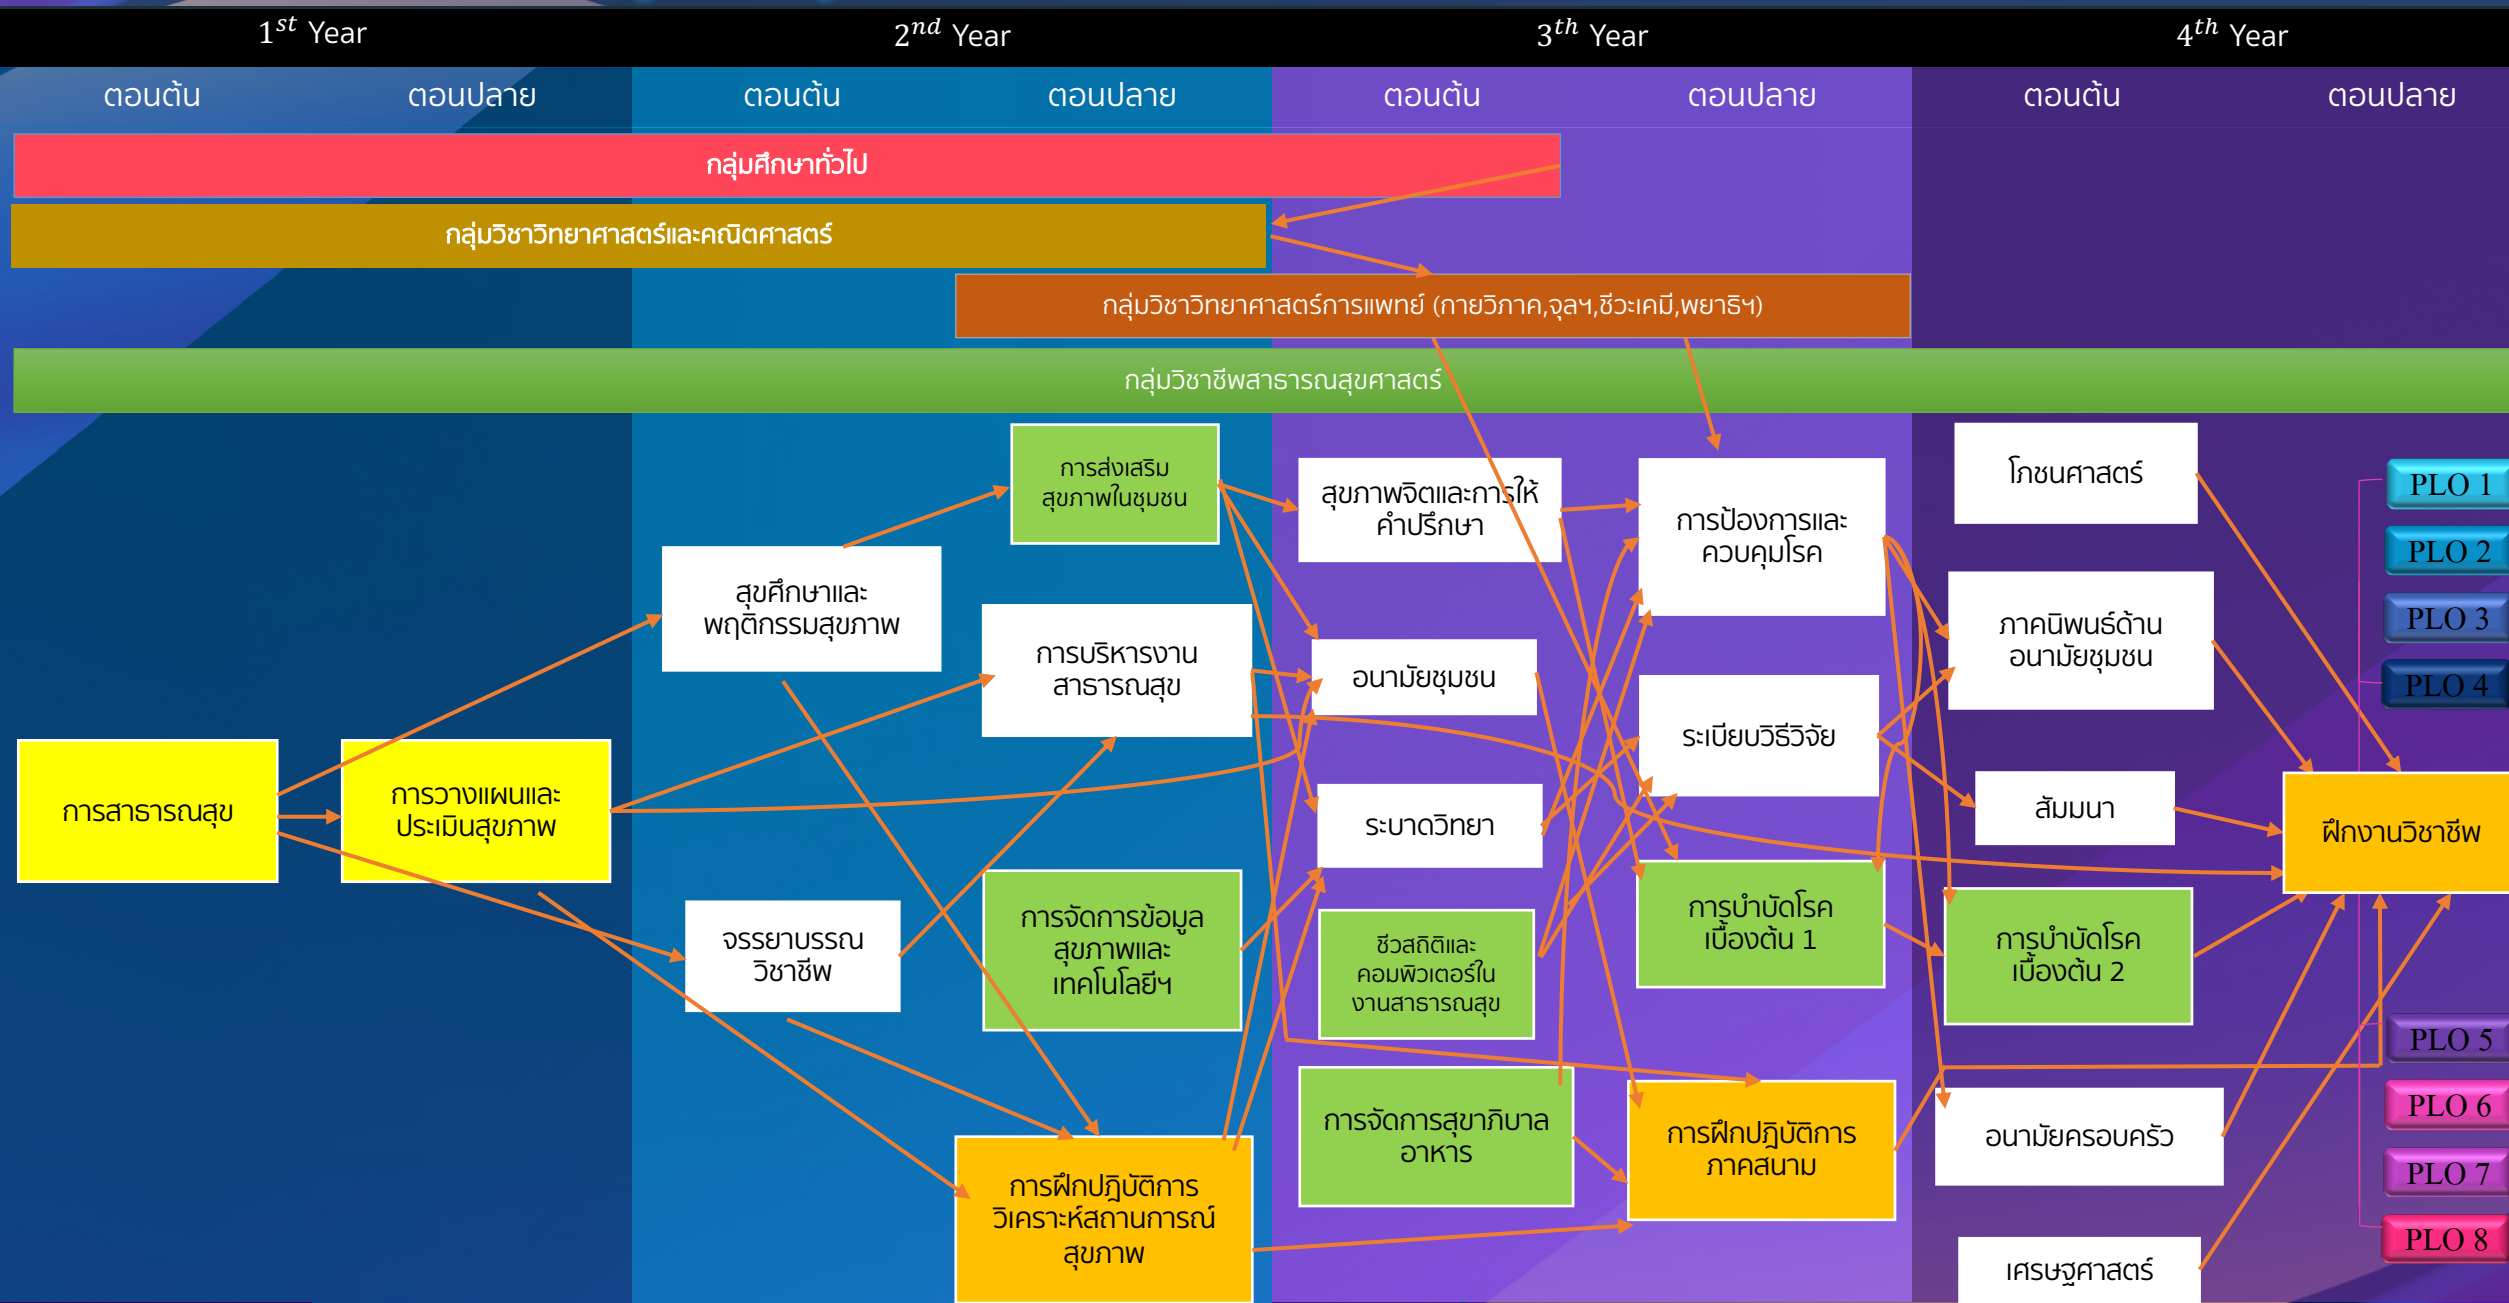 1st Year
2nd Year
3th Year
4th Year
ตอนต้น
ตอนปลาย
ตอนต้น
ตอนปลาย
ตอนต้น
ตอนปลาย
ตอนต้น
ตอนปลาย
กลุ่มศึกษาทั่วไป
กลุ่มวิชาวิทยาศาสตร์และคณิตศาสตร์
กลุ่มวิชาวิทยาศาสตร์การแพทย์ (กายวิภาค,จุลฯ,ชีวะเคมี,พยาธิฯ)
กลุ่มวิชาชีพสาธารณสุขศาสตร์
การสาธารณสุข
การวางแผนและ
ประเมินสุขภาพ
สุขศึกษาและ
พฤติกรรมสุขภาพ
จรรยาบรรณ
วิชาชีพ
การส่งเสริม
สุขภาพในชุมชน
การบริหารงาน
สาธารณสุข
การจัดการข้อมูล
สุขภาพและ
เทคโนโลยีฯ
การฝึกปฎิบัติการ
วิเคราะห์สถานการณ์
สุขภาพ
สุขภาพจิตและการให้
คำปรึกษา
อนามัยชุมชน
ระบาดวิทยา
ชีวสถิติและ
คอมพิวเตอร์ใน
งานสาธารณสุข
การจัดการสุขาภิบาล
อาหาร
การป้องการและ
ควบคุมโรค
ระเบียบวิธีวิจัย
การบำบัดโรค
เบื้องต้น 1
การฝึกปฎิบัติการ
ภาคสนาม
โภชนศาสตร์
ภาคนิพนธ์ด้าน
อนามัยชุมชน
สัมมนา
การบำบัดโรค
เบื้องต้น 2
อนามัยครอบครัว
เศรษฐศาสตร์
ฝึกงานวิชาชีพ
PLO 1
PLO 2
PLO 3
PLO 4
PLO 5
PLO 6
PLO 7
PLO 8